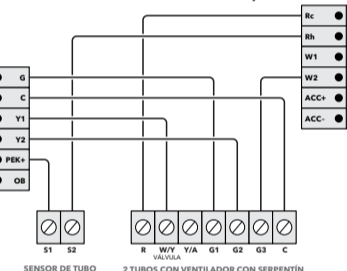 Rc
Rh
W1
W2
ACC+
ACC-
G
C
Y1
Y2
PEK+
OB
S1 S2
R W/Y Y/A G1 G2 G3 C
VÁLVULA
SENSOR DE TUBO
2 TUBOS CON VENTILADOR CON SERPENTÍN